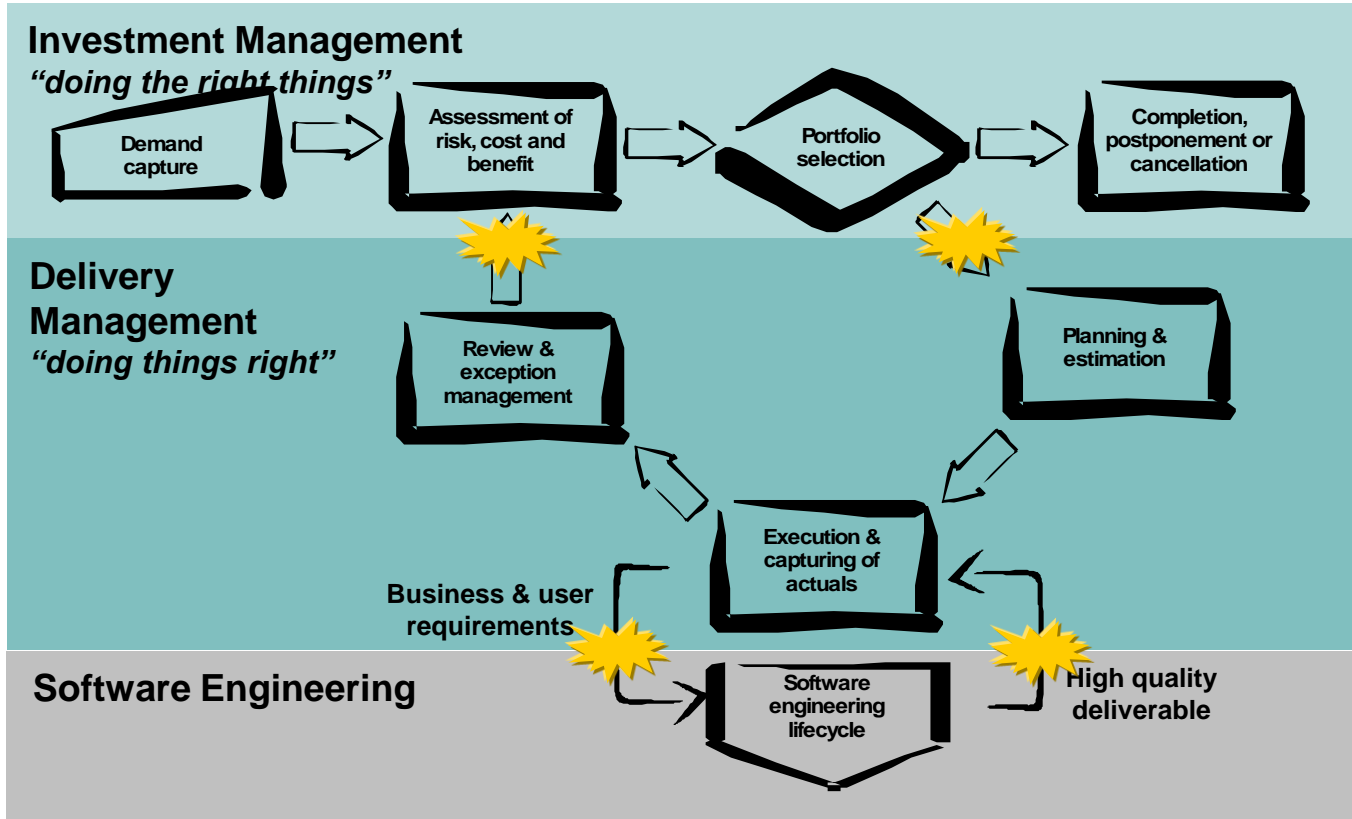 Investment Management
“doing the right things”
Demand
capture
Assessment of
risk, cost and
benefit
Portfolio
selection
Completion,
postponement or
cancellation
Delivery
Management
“doing things right”
Review &
exception
management
Planning &
estimation
Execution &
capturing of
actuals
Business & user
requirements
Software Engineering
Software
engineering
lifecycle
High quality
deliverable